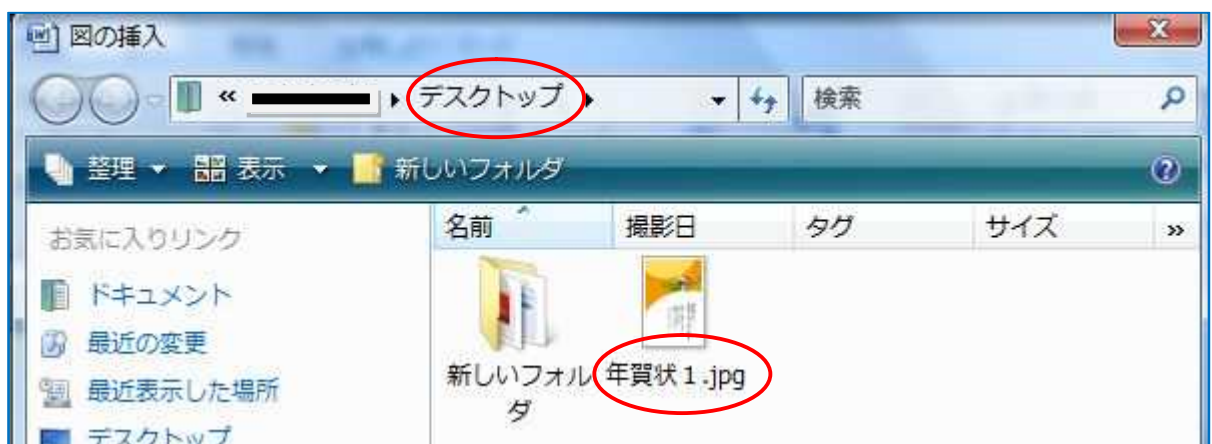 図の挿入
« デスクトップ 検索
整理 表示 新しいフォルダ
お気に入りリンク
ドキュメント
最近の変更
最近表示した場所
デスクトップ
名前 撮影日 タグ サイズ »
新しいフォル
ダ
年賀状１.jpg